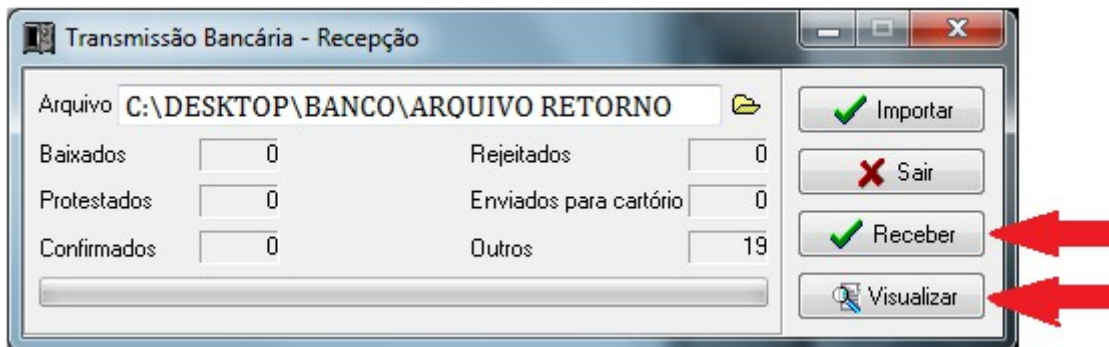 Transmissão Bancária - Recepção
Arquivo C:\DESKTOP\BANCO\ARQUIVO RETORNO
Importar
Baixados 0 Rejeitados 0
Sair
Protestados 0 Enviados para cartório 0
Receber
Confirmados 0 Outros 19
Visualizar